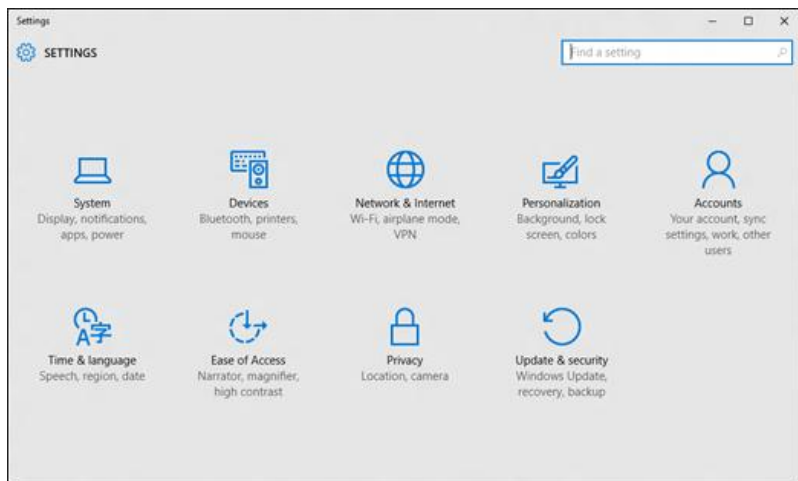 Settings
SETTINGS
Find a setting
System
Display, notifications,
apps, power
Devices
Bluetooth, printers,
mouse
Network & Internet
Wi-Fi, airplane mode,
VPN
Personalization
Background, lock
screen, colors
Accounts
Your account, sync
settings, work, other
users
A字
Time & language
Speech, region, date
Ease of Access
Narrator, magnifier,
high contrast
Privacy
Location, camera
Update & security
Windows Update,
recovery, backup